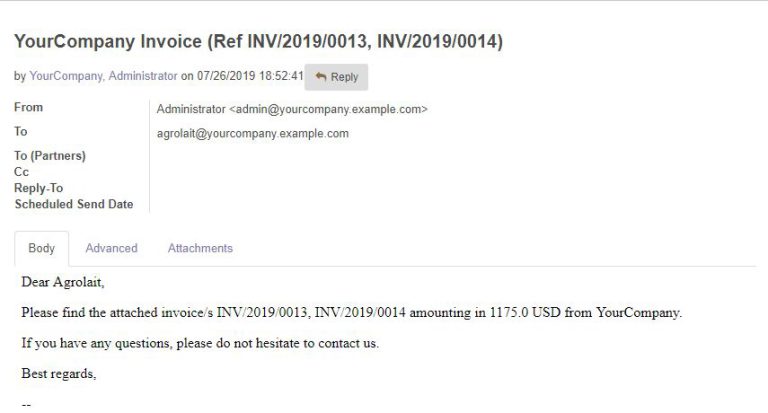 YourCompany Invoice (Ref INV/2019/0013, INV/2019/0014)
by YourCompany, Administrator on 07/26/2019 18:52:41 Reply
From Administrator <admin@yourcompany.example.com>
To agrolait@yourcompany.example.com
To (Partners)
Cc
Reply-To
Scheduled Send Date
Body Advanced Attachments
Dear Agrolait,
Please find the attached invoice/s INV/2019/0013, INV/2019/0014 amounting in 1175.0 USD from YourCompany.
If you have any questions, please do not hesitate to contact us.
Best regards,
--